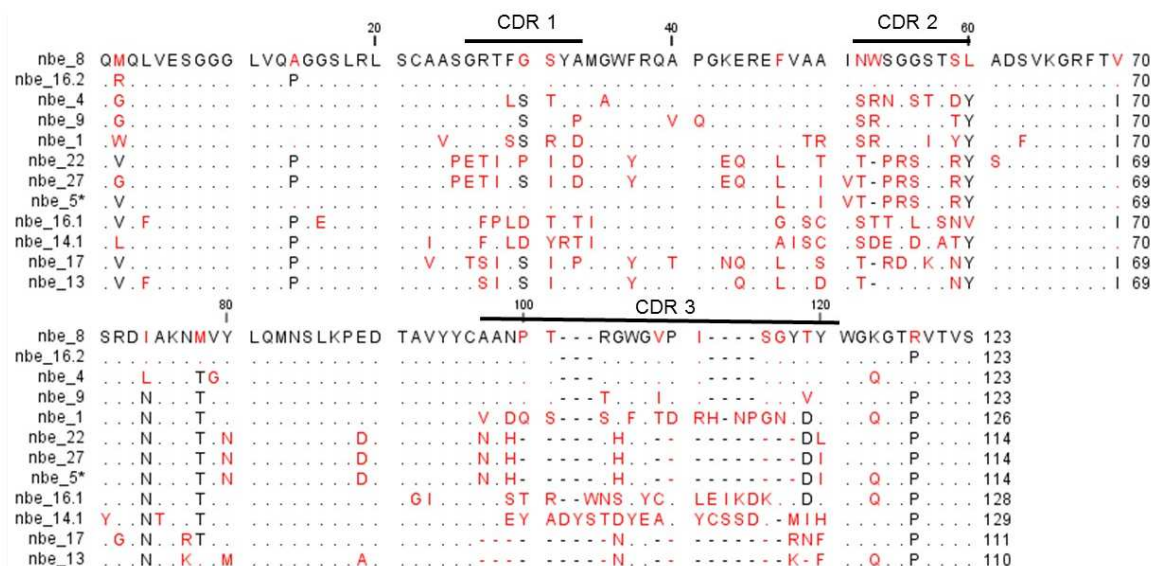 CDR 1 CDR 2
20 40 60
nbe_8 QMQLVESGGG LVQAGGSLRL SCAASGRTFG SYAMGWFRQA PGKEREFVAA INWSGGSTSL ADSVKGRFTV 70
nbe_16.2 .R........ ...P...... .......... .......... .......... .......... .......... 70
nbe_4 .G........ .......... ........LS T...A..... .......... .SRN.ST.DY .........I 70
nbe_9 .G........ .......... .........S ..P......V Q......... .SR.....TY .........I 70
nbe_1 .W........ .......... ....V...SS R.D....... ........TR .SR...I.YY ..F......I 70
nbe_22 .V........ ...P...... .....PETI.P I.D...Y... ..EQ..L..T .T-PRS..RY S........I 69
nbe_27 .G........ ...P...... .....PETI.S I.D...Y... ..EQ..L..I VT-PRS..RY .........I 69
nbe_5* .V........ .......... .......... .......... ......L..I VT-PRS..RY .......... 69
nbe_16.1 .V.F...... ...P.E.... ......FPLD T.TI...... ......G.SC .STT.L.SNV .........I 70
nbe_14.1 .L........ ...P...... ..I...F.LD YRTI...... ......AISC .SDE.D.ATY .......... 70
nbe_17 .V........ ...P...... ..V..TSI.S I.P...Y..T ..NQ..L..S .T-RD.K.NY .........I 69
nbe_13 .V.F...... ...P...... ......SI.S I.....Y... ...Q..L..D .T-.....NY .........I 69
80 100 CDR 3 120
nbe_8 SRDIAKNMVY LQMNSLKPED TAVYYCAANP T---RGWGVP I----SGYTY WGKGTRVTVS 123
nbe_16.2 .......... .......... .......... .---...... .----..... .....P.... 123
nbe_4 ...L...TG. .......... .......... .---...... .----..... ..Q....... 123
nbe_9 ...N...T.. .......... .......... .---T...I. .----...V. .....P.... 123
nbe_1 ...N...T.. .......... ......V.DQ S---S.F.TD RH-NPGN.D. ..Q..P.... 126
nbe_22 ...N...T.N ........D. ......N.H. ----.H..-- -------.DL .....P.... 114
nbe_27 ...N...T.N ........D. ......N.H. ----.H..-- -------.DI .....P.... 114
nbe_5* ...N...T.N ........D. ......N.H. ----.H..-- -------.DI ..Q..P.... 114
nbe_16.1 ...N...T.. .......... .GI.....ST R--WNS.YC. LEIKDK..D. ..Q..P.... 128
nbe_14.1 Y..NT..T.. .......... ........EY ADYSTDYEA. YCSSD.-MIH .....P.... 129
nbe_17 .G.N..RT.. .......... ......---- -----N..-- -------RNF .....P.... 111
nbe_13 ...N..K..M ........A. ......---- -----N..-- -------K-F ..Q..P.... 110